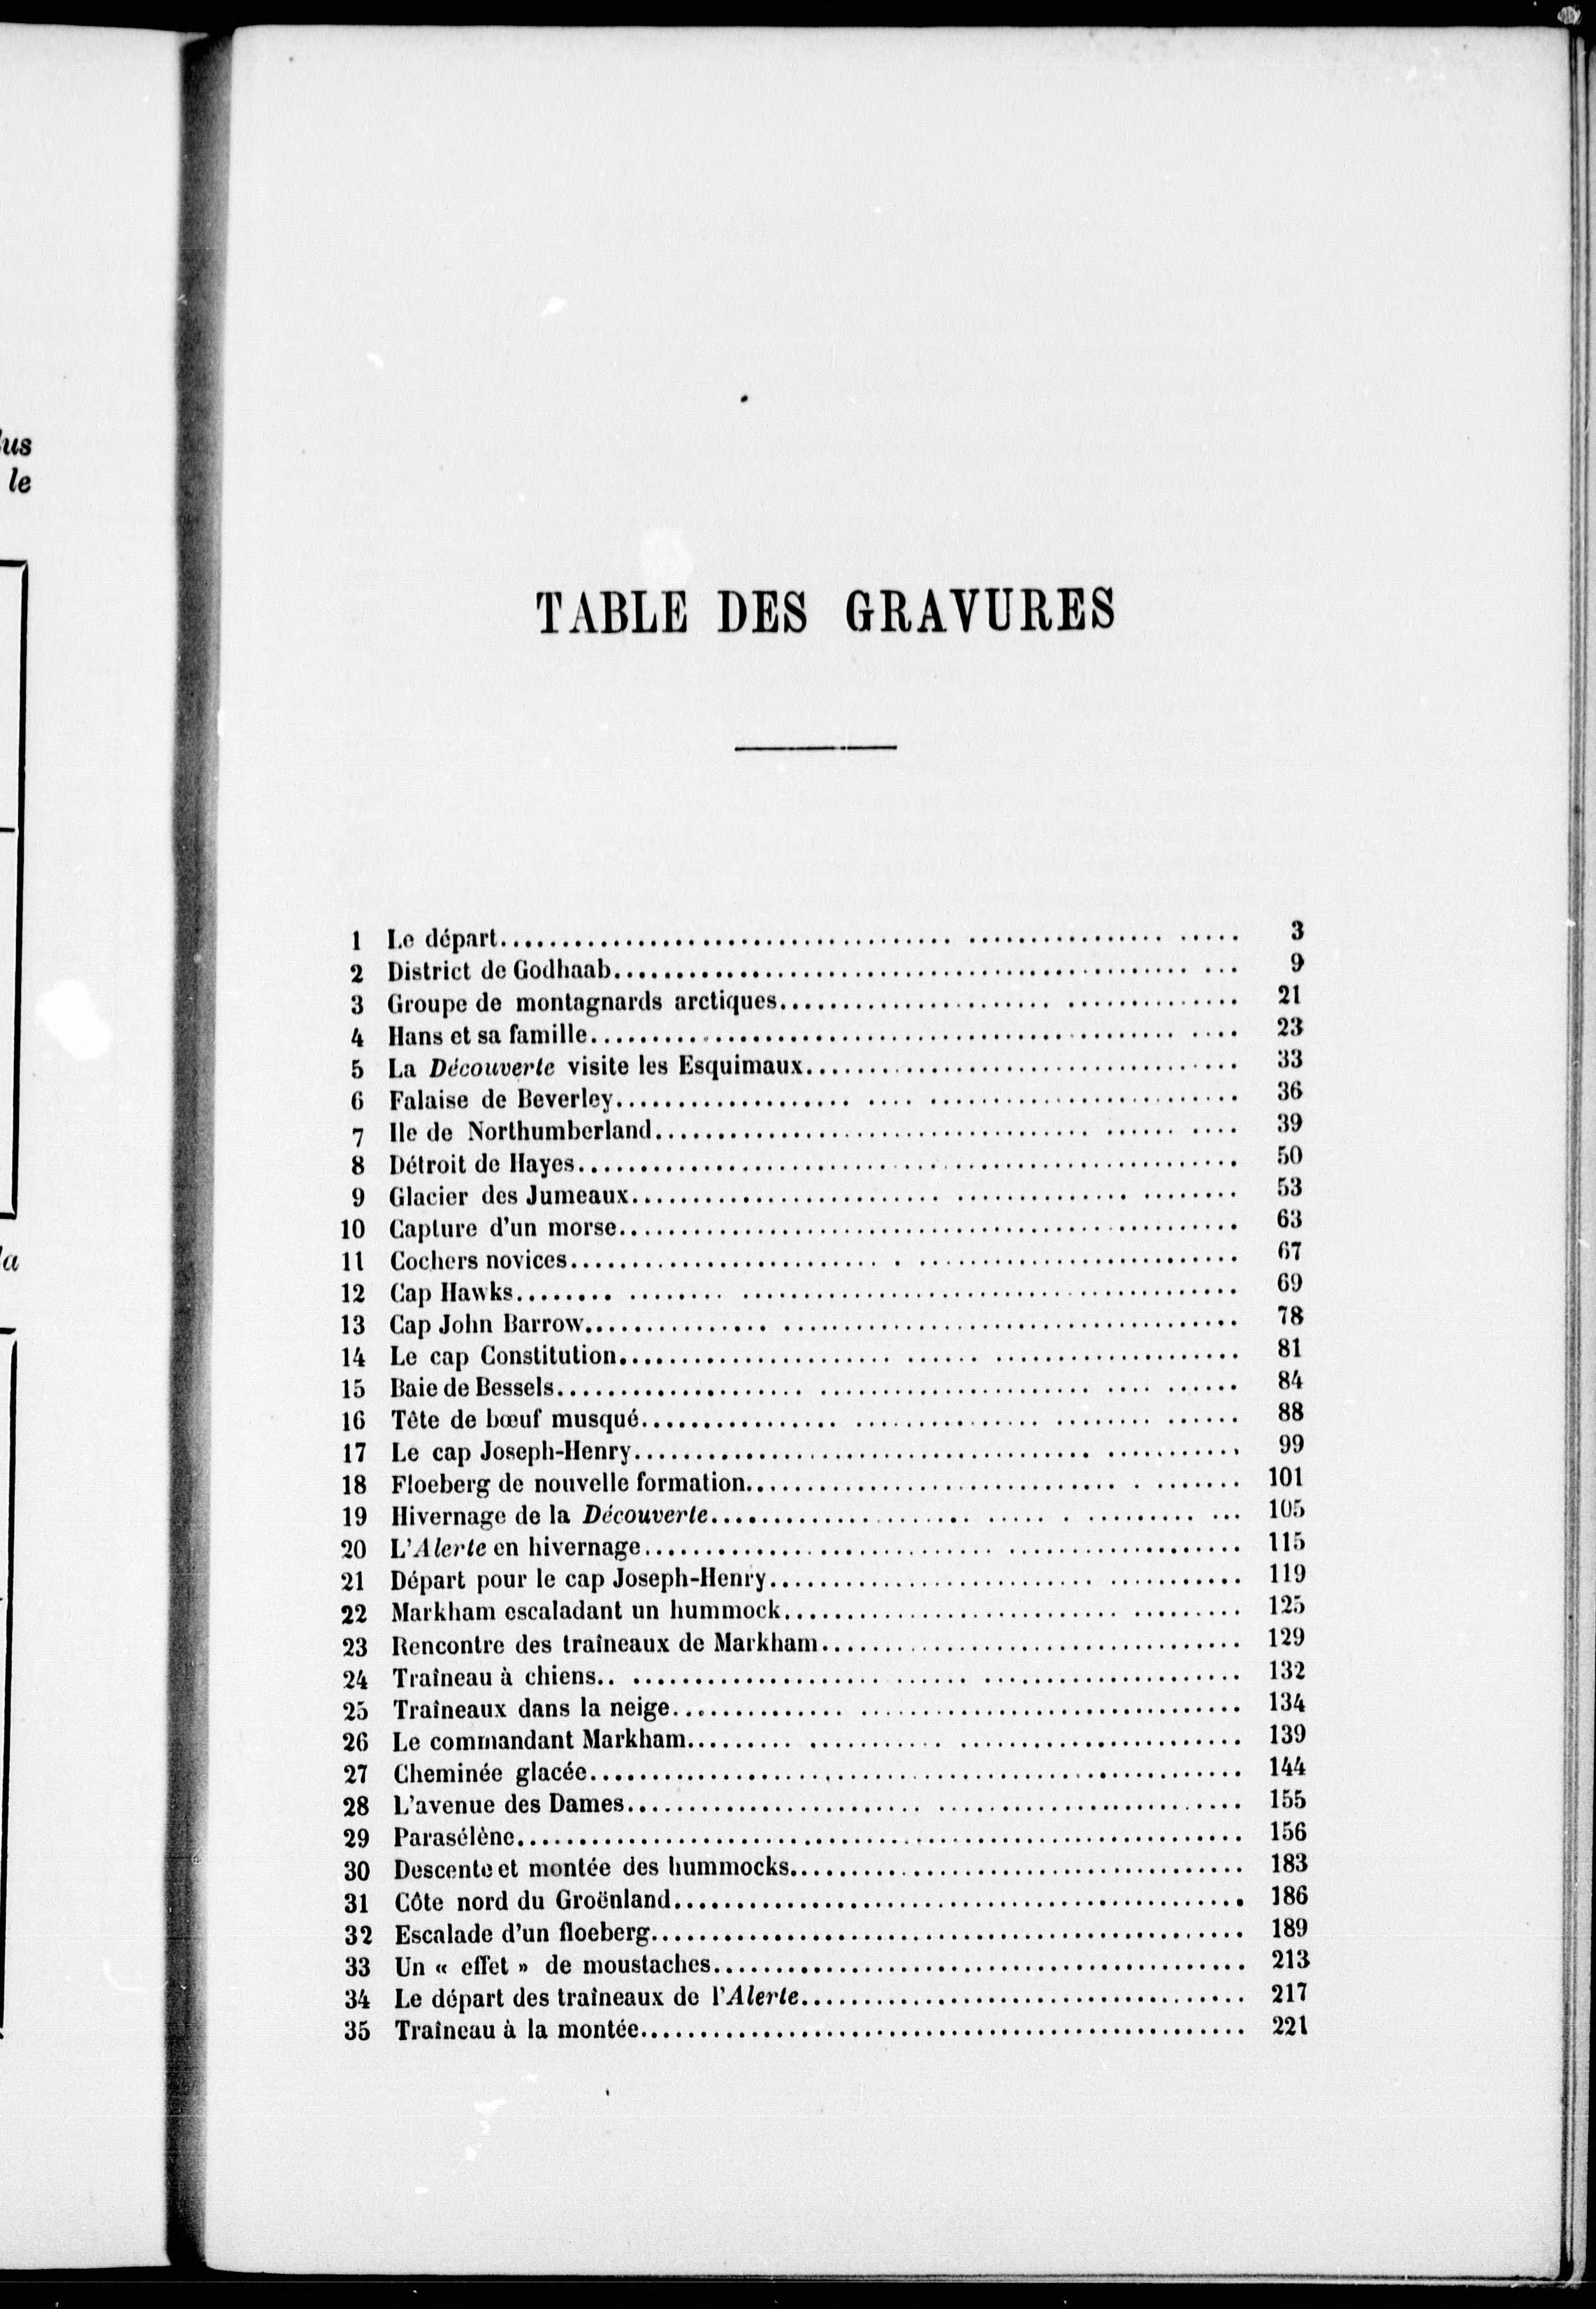 lus
le
la
TABLE DES GRAVURES
1 Le départ 3
2 District de Godhaab 9
3 Groupe de montagnards arctiques 21
4 Hans et sa famille 23
5 La Découverte visite les Esquimaux 33
6 Falaise de Beverley 36
7 Ile de Northumberland 39
8 Détroit de Hayes 50
9 Glacier des Jumeaux 53
10 Capture d'un morse 63
11 Cochers novices 67
12 Cap Hawks 69
13 Cap John Barrow 78
14 Le cap Constitution 81
15 Baie de Bessels 84
16 Tête de bœuf musqué 88
17 Le cap Joseph-Henry 99
18 Floeberg de nouvelle formation 101
19 Hivernage de la Découverte 105
20 L'Alerte en hivernage 115
21 Départ pour le cap Joseph-Henry 119
22 Markham escaladant un hummock 125
23 Rencontre des traîneaux de Markham 129
24 Traîneau à chiens 132
25 Traîneaux dans la neige 134
26 Le commandant Markham 139
27 Cheminée glacée 144
28 L'avenue des Dames 155
29 Parasélène 156
30 Descente et montée des hummocks 183
31 Côte nord du Groënland 186
32 Escalade d'un floeberg 189
33 Un « effet » de moustaches 213
34 Le départ des traîneaux de l'Alerte 217
35 Traîneau à la montée 221